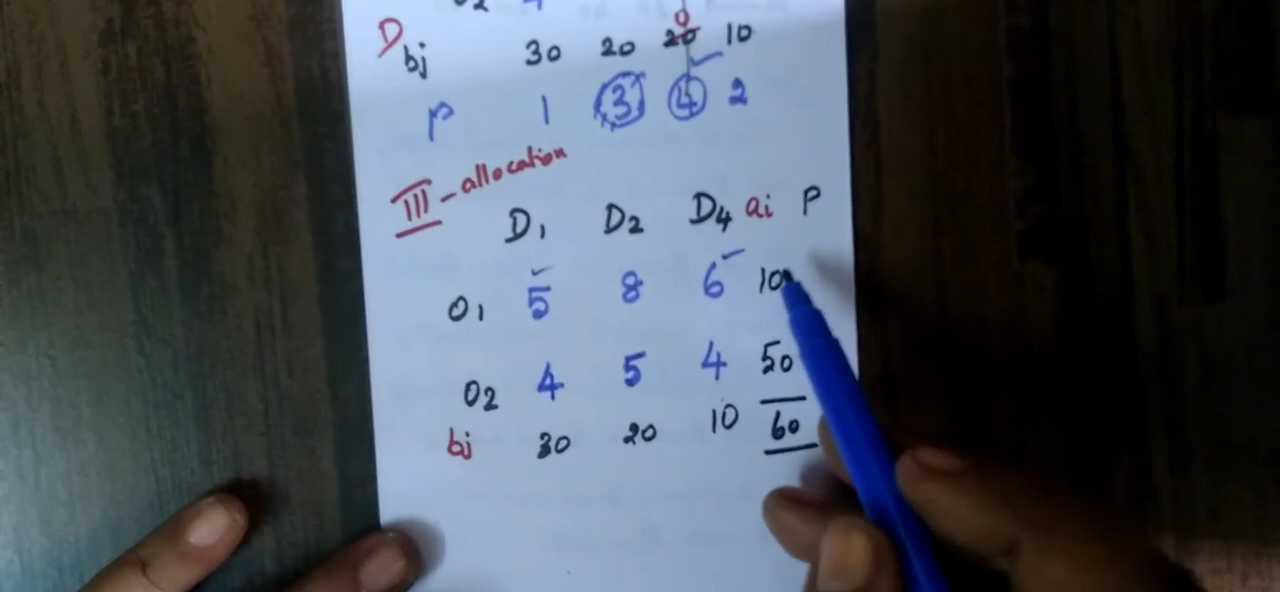 D
bj 30 20 0 20 10
P 1 3 4 2
III - allocation
D1 D2 D4 ai P
O1 5 8 6 10
O2 4 5 4 50
bj 30 20 10 60